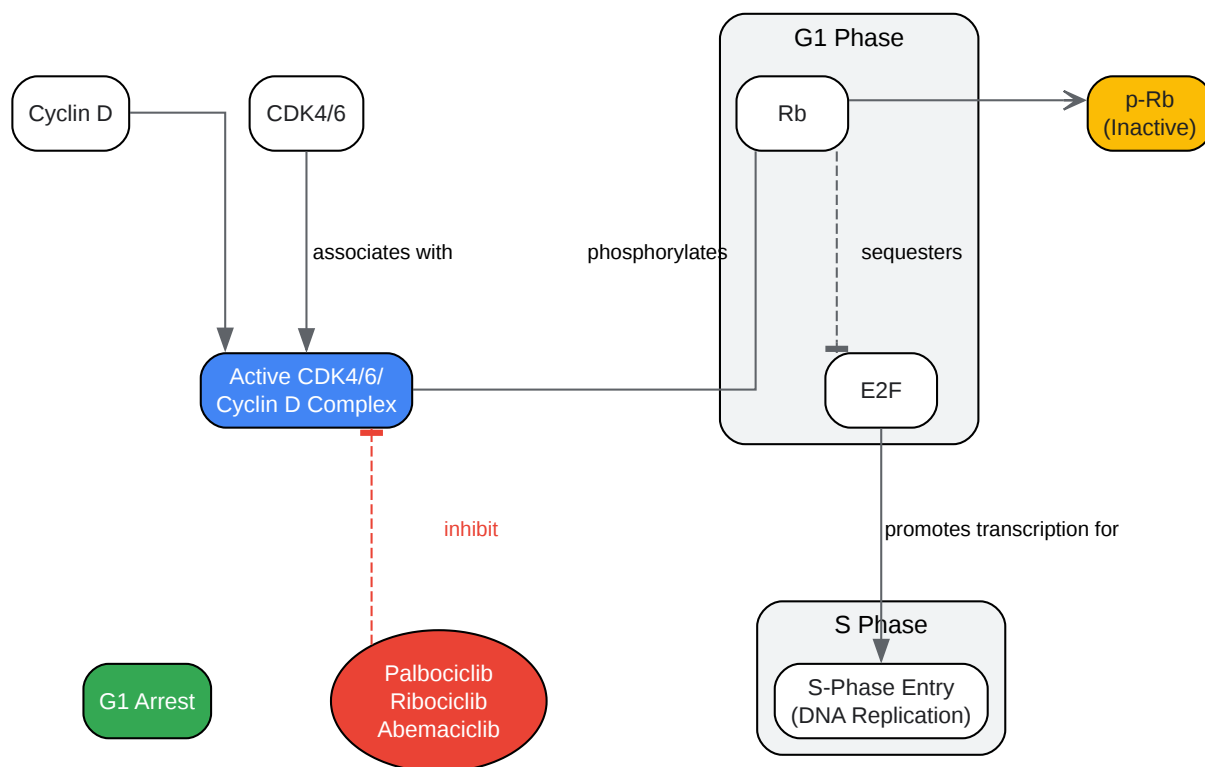 G1 Phase
Cyclin D
CDK4/6
Rb
p-Rb
(Inactive)
associates with
phosphorylates
sequesters
Active CDK4/6/
Cyclin D Complex
E2F
inhibit
promotes transcription for
S Phase
G1 Arrest
Palbociclib
Ribociclib
Abemaciclib
S-Phase Entry
(DNA Replication)